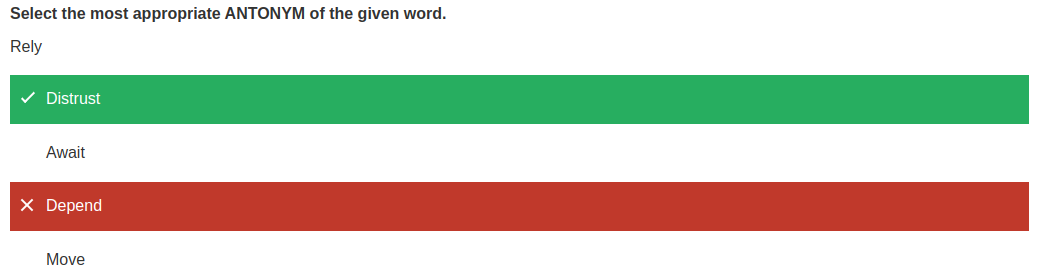 Select the most appropriate ANTONYM of the given word.
Rely
Distrust
Await
Depend
Move